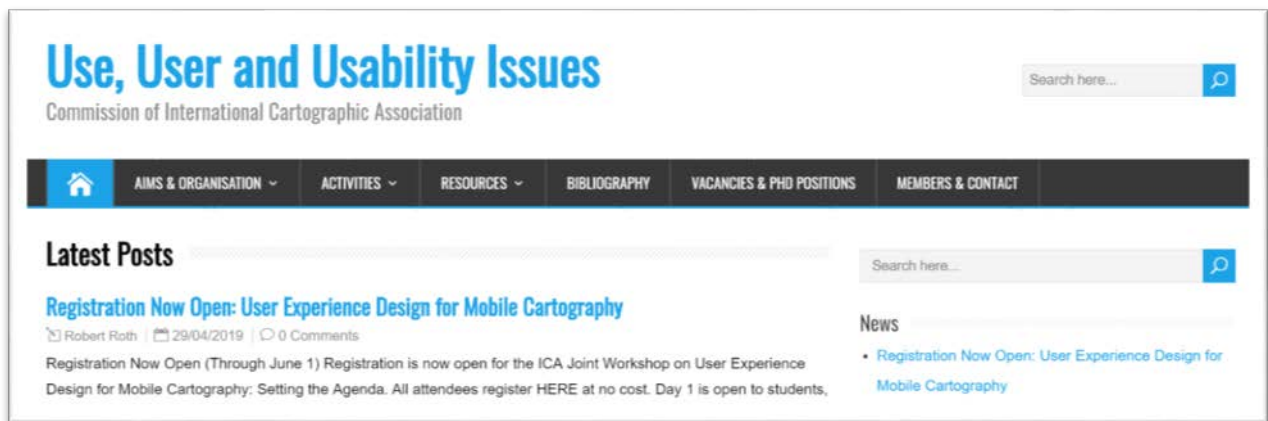 Use, User and Usability Issues
Commission of International Cartographic Association
Search here...
AIMS & ORGANISATION
ACTIVITIES
RESOURCES
BIBLIOGRAPHY
VACANCIES & PHD POSITIONS
MEMBERS & CONTACT
Latest Posts
Registration Now Open: User Experience Design for Mobile Cartography
Robert Roth 29/04/2019 0 Comments
Registration Now Open (Through June 1) Registration is now open for the ICA Joint Workshop on User Experience
Design for Mobile Cartography: Setting the Agenda. All attendees register HERE at no cost. Day 1 is open to students,
Search here...
News
Registration Now Open: User Experience Design for
Mobile Cartography